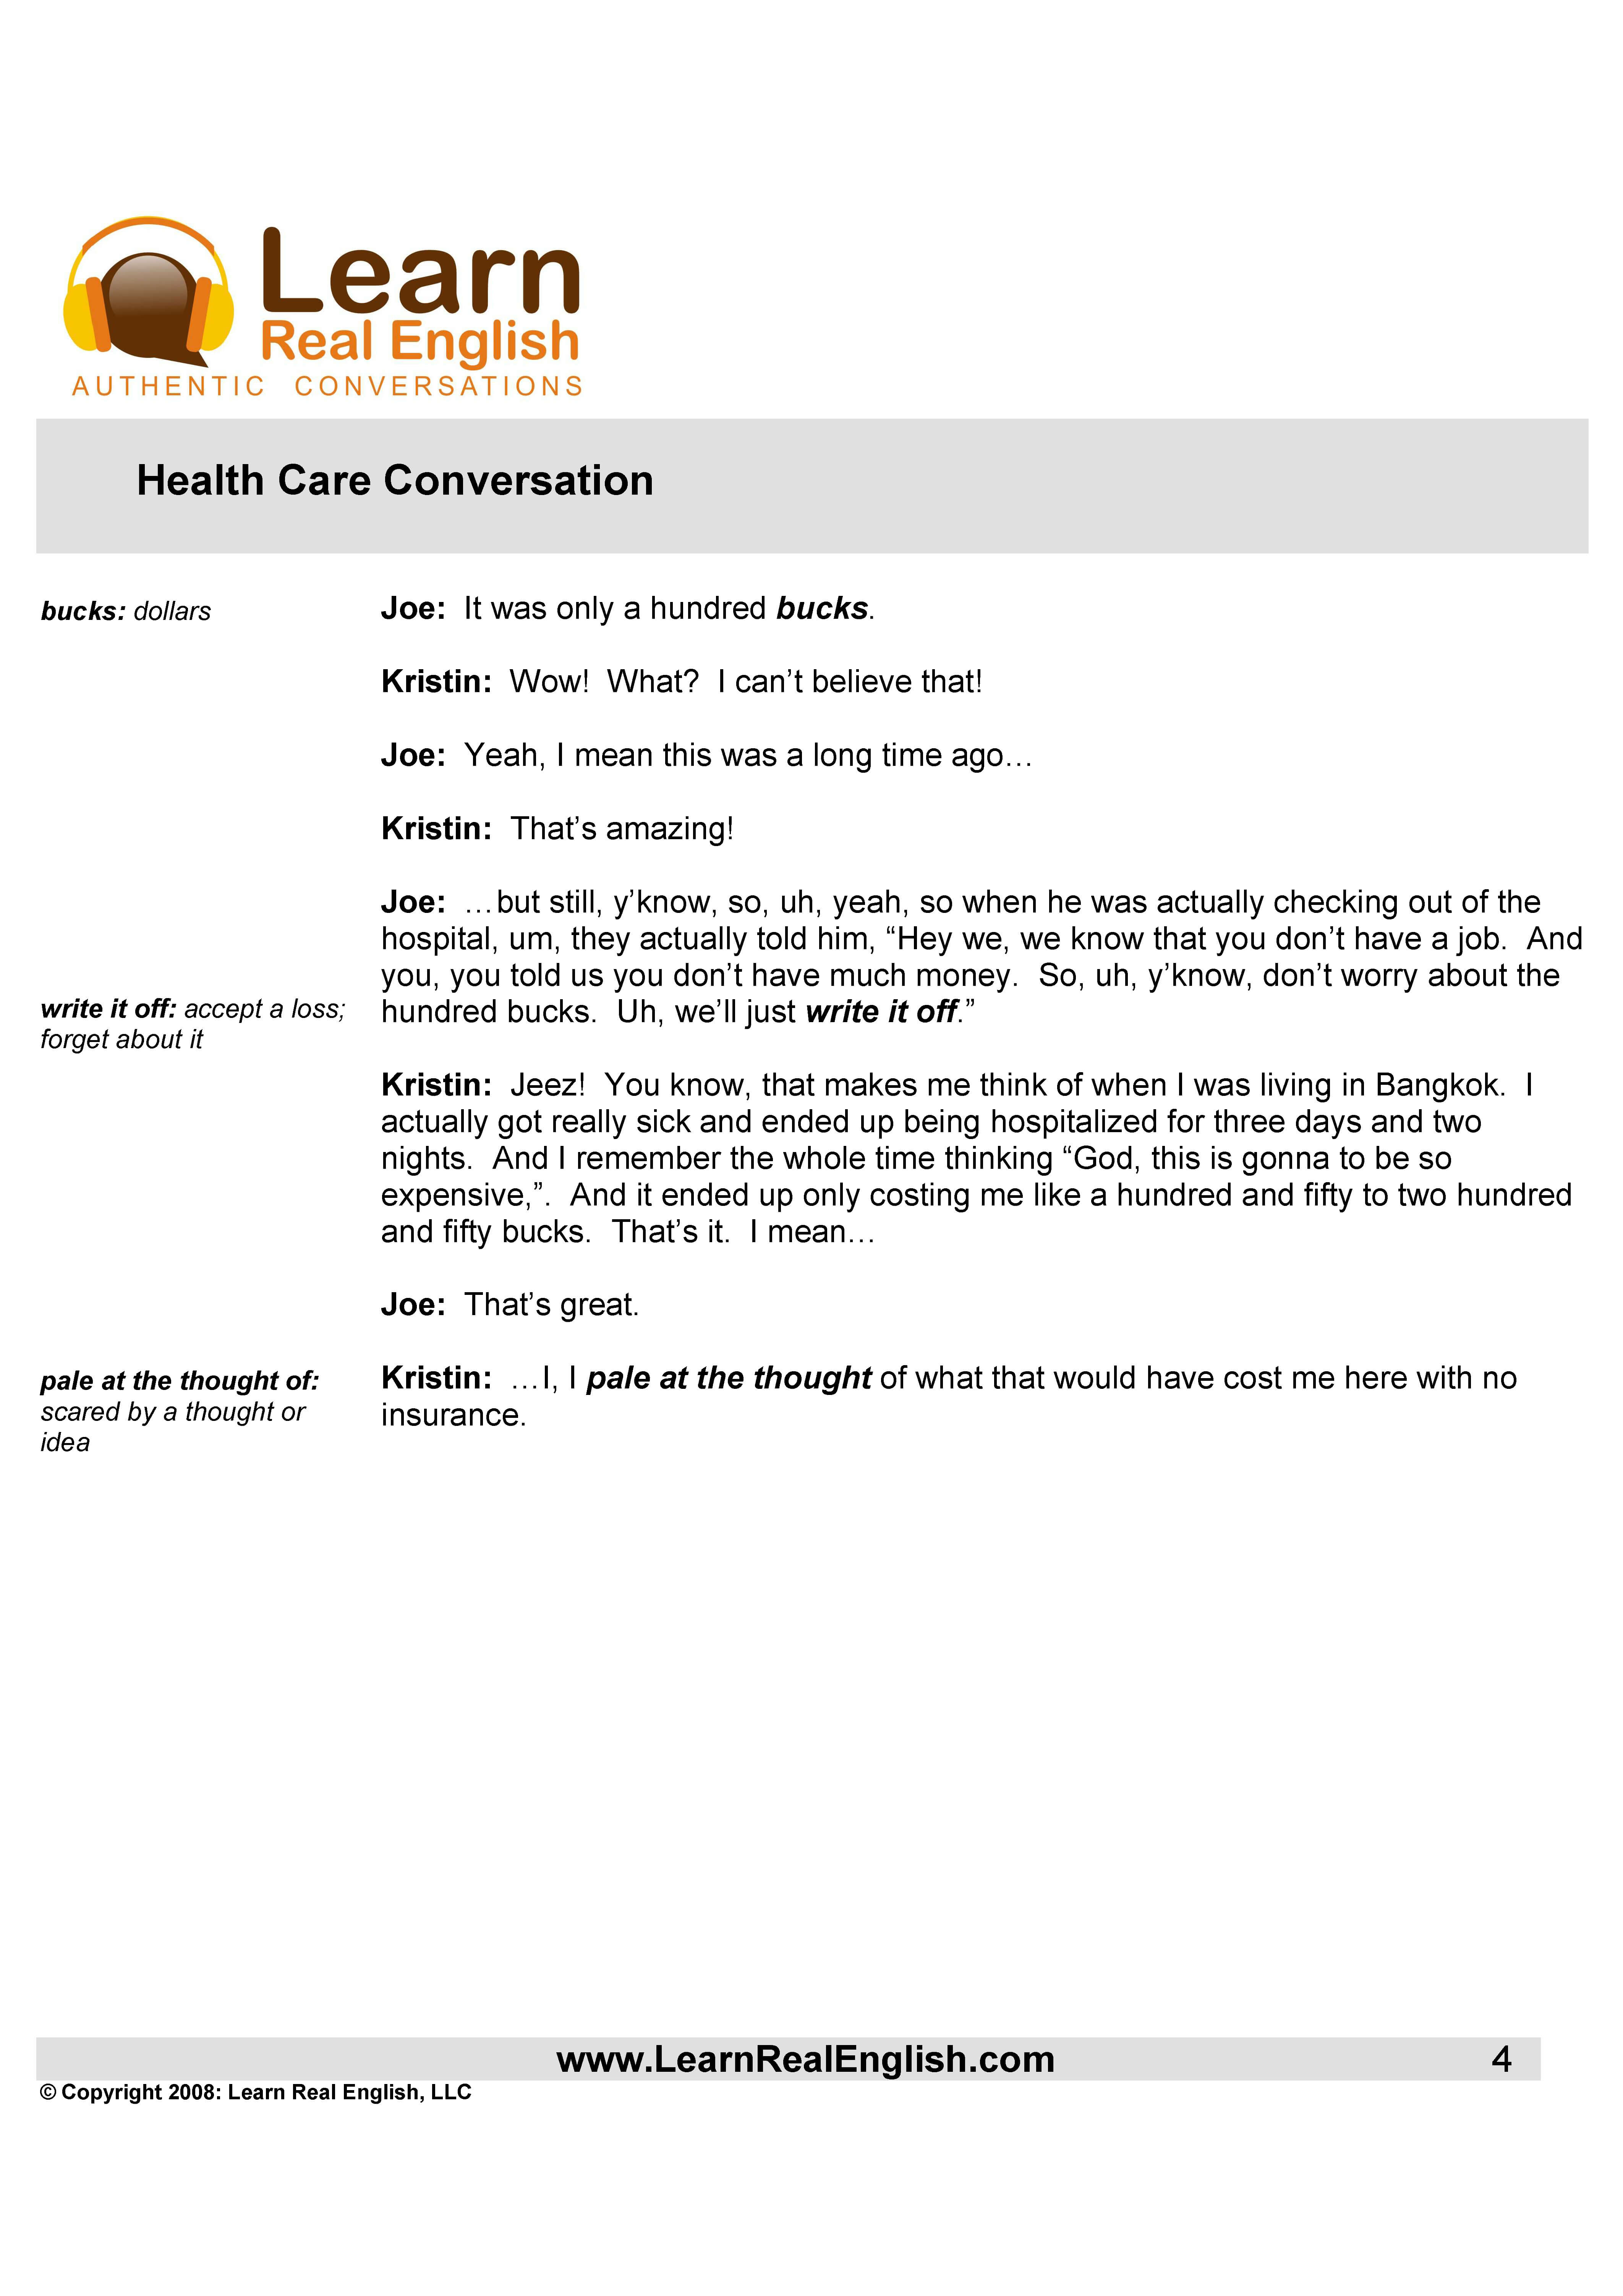 Learn
Real English
AUTHENTIC CONVERSATIONS
Health Care Conversation
bucks: dollars
Joe: It was only a hundred bucks.
Kristin: Wow! What? I can’t believe that!
Joe: Yeah, I mean this was a long time ago…
Kristin: That’s amazing!
Joe: …but still, y’know, so, uh, yeah, so when he was actually checking out of the
hospital, um, they actually told him, “Hey we, we know that you don’t have a job. And
you, you told us you don’t have much money. So, uh, y’know, don’t worry about the
write it off: accept a loss;
forget about it
hundred bucks. Uh, we’ll just write it off.”
Kristin: Jeez! You know, that makes me think of when I was living in Bangkok. I
actually got really sick and ended up being hospitalized for three days and two
nights. And I remember the whole time thinking “God, this is gonna to be so
expensive,”. And it ended up only costing me like a hundred and fifty to two hundred
and fifty bucks. That’s it. I mean…
Joe: That’s great.
pale at the thought of:
scared by a thought or
idea
Kristin: …I, I pale at the thought of what that would have cost me here with no
insurance.
www.LearnRealEnglish.com 4
© Copyright 2008: Learn Real English, LLC